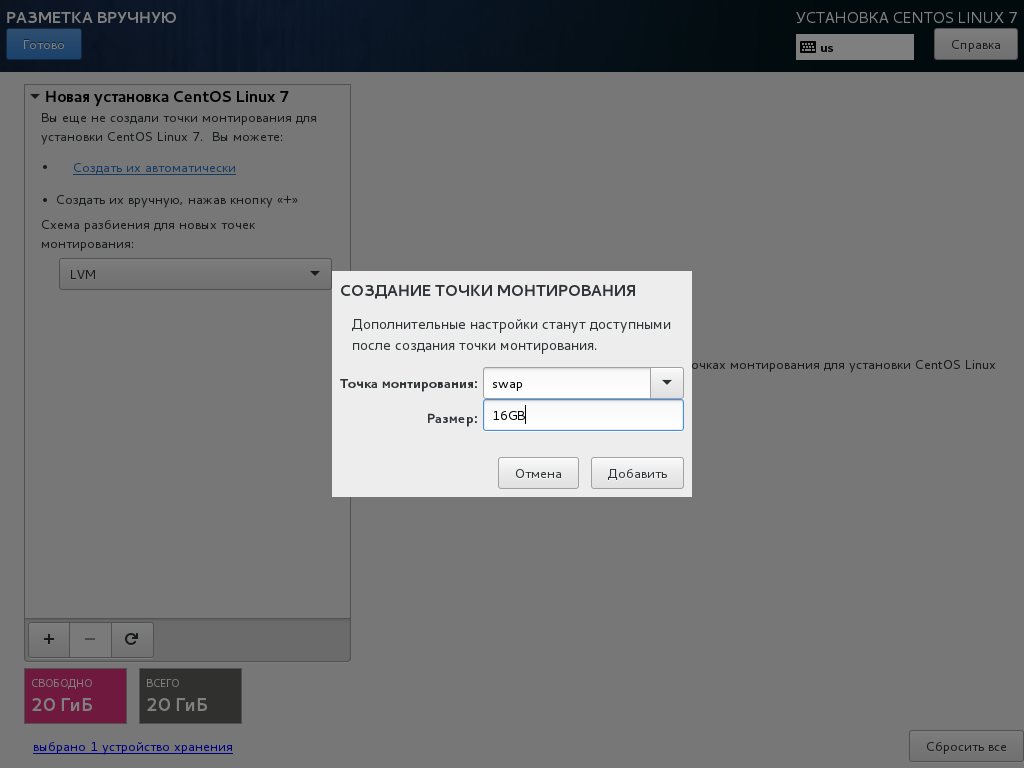 РАЗМЕТКА ВРУЧНУЮ
УСТАНОВКА CENTOS LINUX 7
Готово
us
Справка
Новая установка CentOS Linux 7
Вы еще не создали точки монтирования для
установки CentOS Linux 7. Вы можете:
• Создать их автоматически
• Создать их вручную, нажав кнопку «+»
Схема разбиения для новых точек
монтирования:
LVM
СОЗДАНИЕ ТОЧКИ МОНТИРОВАНИЯ
Дополнительные настройки станут доступными
после создания точки монтирования.
Точка монтирования: swap
Размер: 16GB
Отмена
Добавить
монтирования для установки CentOS Linux
+
−
СВОБОДНО
20 ГиБ
ВСЕГО
20 ГиБ
выбрано 1 устройство хранения
Сбросить все